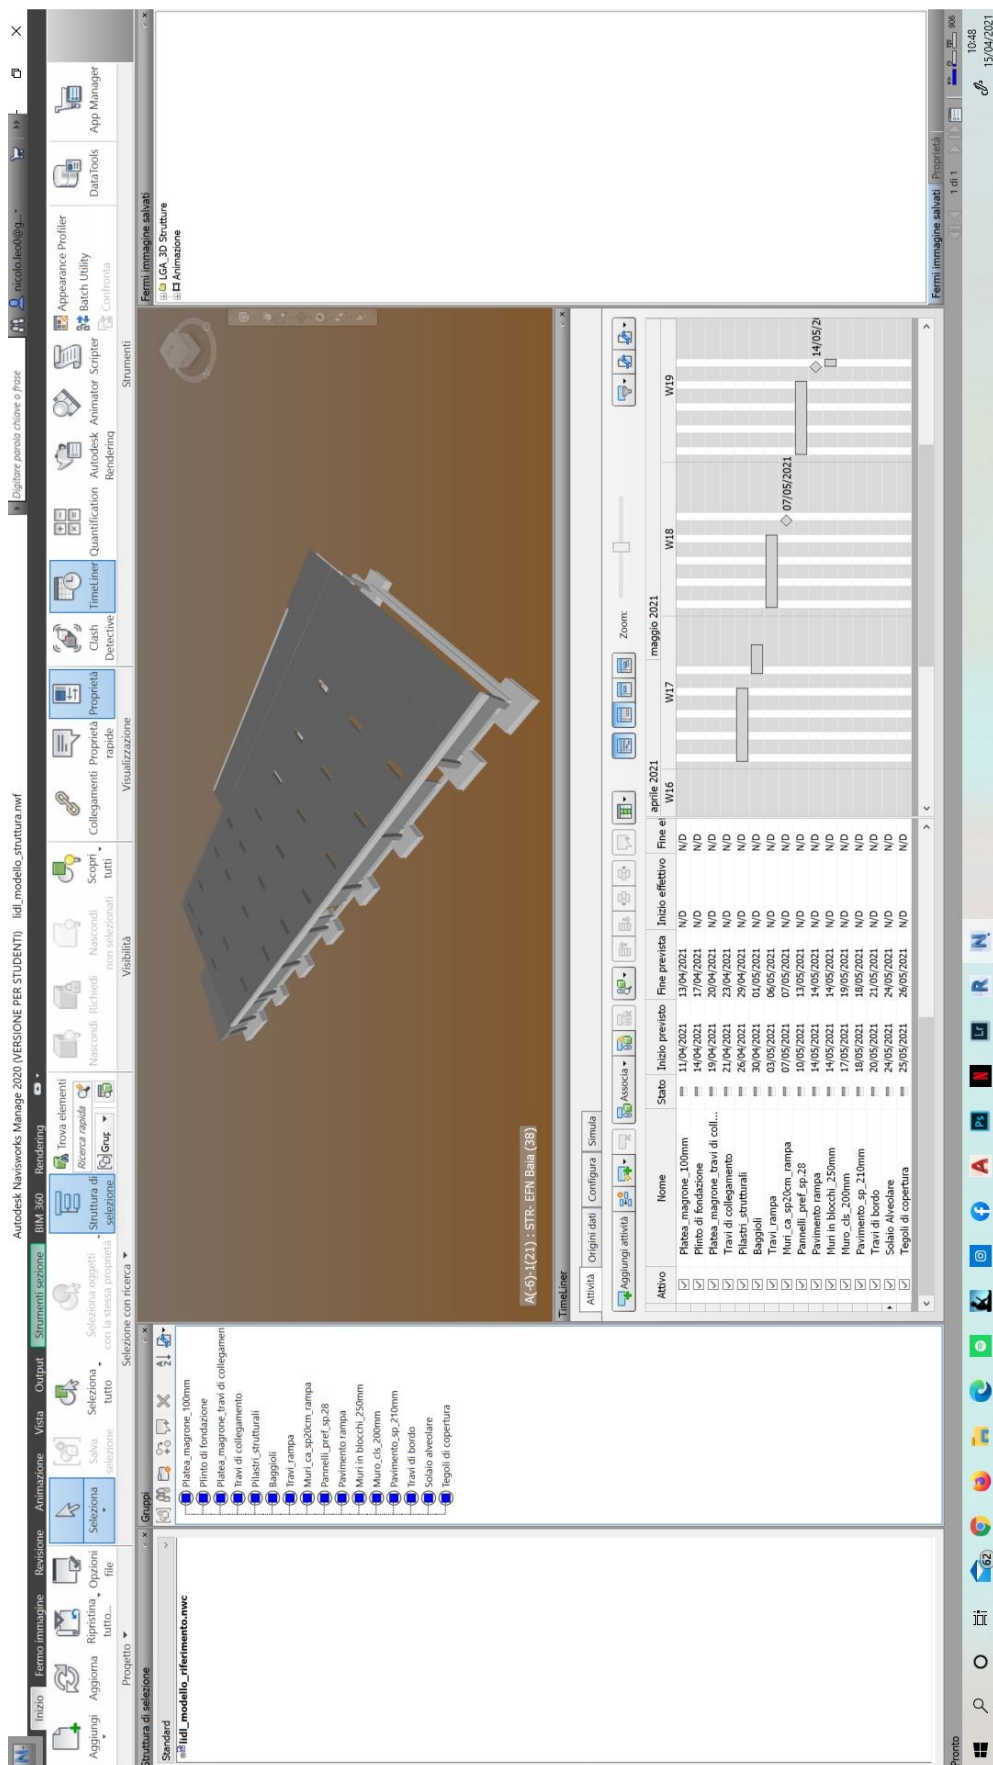 Autodesk Navisworks Manage 2020 (VERSIONE PER STUDENTI) lidl_modello_struttura.nwf
Digitare parola chiave o frase
nicolo.leo0@g...*
Inizio Fermo immagine Revisione Animazione Vista Output Strumenti sezione BIM 360 Rendering
Aggiungi
Aggiorna
Ripristina tutto...
Opzioni file
Progetto
Seleziona
Salva selezione
Seleziona tutto
Seleziona oggetti con la stessa proprietà
Struttura di selezione
Trova elementi
Ricerca rapida
Selezione con ricerca
Nascondi
Richiedi
Nascondi non selezionati
Scopri tutti
Visibilità
Collegamenti
Proprietà rapide
Proprietà
Visualizzazione
Clash Detective
TimeLiner
Quantification
Autodesk Rendering
Animator
Scripter
Appearance Profiler
Batch Utility
Confronta
Strumenti
DataTools
App Manager
Struttura di selezione
Standard
lidl_modello_riferimento.nwc
Gruppi
Platea_magrone_100mm
Plinto di fondazione
Platea_magrone_travi di collegamen
Travi di collegamento
Pilastri_strutturali
Baggioli
Travi_rampa
Muri_ca_sp20cm_rampa
Pannelli_pref_sp.28
Pavimento rampa
Muri in blocchi_250mm
Muro_cls_200mm
Pavimento_sp_210mm
Travi di bordo
Solaio alveolare
Tegoli di copertura
A(-6)-1(21) : STR- EFN Baia (38)
Fermi immagine salvati
LGA_3D Strutture
Animazione
TimeLiner
Attività Origini dati Configura Simula
Aggiungi attività
Associa
Zoom:
Attivo Nome Stato Inizio previsto Fine prevista Inizio effettivo Fine ef
Platea_magrone_100mm 11/04/2021 13/04/2021 N/D N/D
Plinto di fondazione 14/04/2021 17/04/2021 N/D N/D
Platea_magrone_travi di coll... 19/04/2021 20/04/2021 N/D N/D
Travi di collegamento 21/04/2021 23/04/2021 N/D N/D
Pilastri_strutturali 26/04/2021 29/04/2021 N/D N/D
Baggioli 30/04/2021 01/05/2021 N/D N/D
Travi_rampa 03/05/2021 06/05/2021 N/D N/D
Muri_ca_sp20cm_rampa 07/05/2021 07/05/2021 N/D N/D
Pannelli_pref_sp.28 10/05/2021 13/05/2021 N/D N/D
Pavimento rampa 14/05/2021 14/05/2021 N/D N/D
Muri in blocchi_250mm 14/05/2021 14/05/2021 N/D N/D
Muro_cls_200mm 17/05/2021 19/05/2021 N/D N/D
Pavimento_sp_210mm 18/05/2021 18/05/2021 N/D N/D
Travi di bordo 20/05/2021 21/05/2021 N/D N/D
Solaio Alveolare 24/05/2021 24/05/2021 N/D N/D
Tegoli di copertura 25/05/2021 26/05/2021 N/D N/D
aprile 2021 maggio 2021
W16 W17 W18 W19
07/05/2021
14/05/2
Fermi immagine salvati Proprietà
Pronto
1 di 1
906
62
10:48
15/04/2021